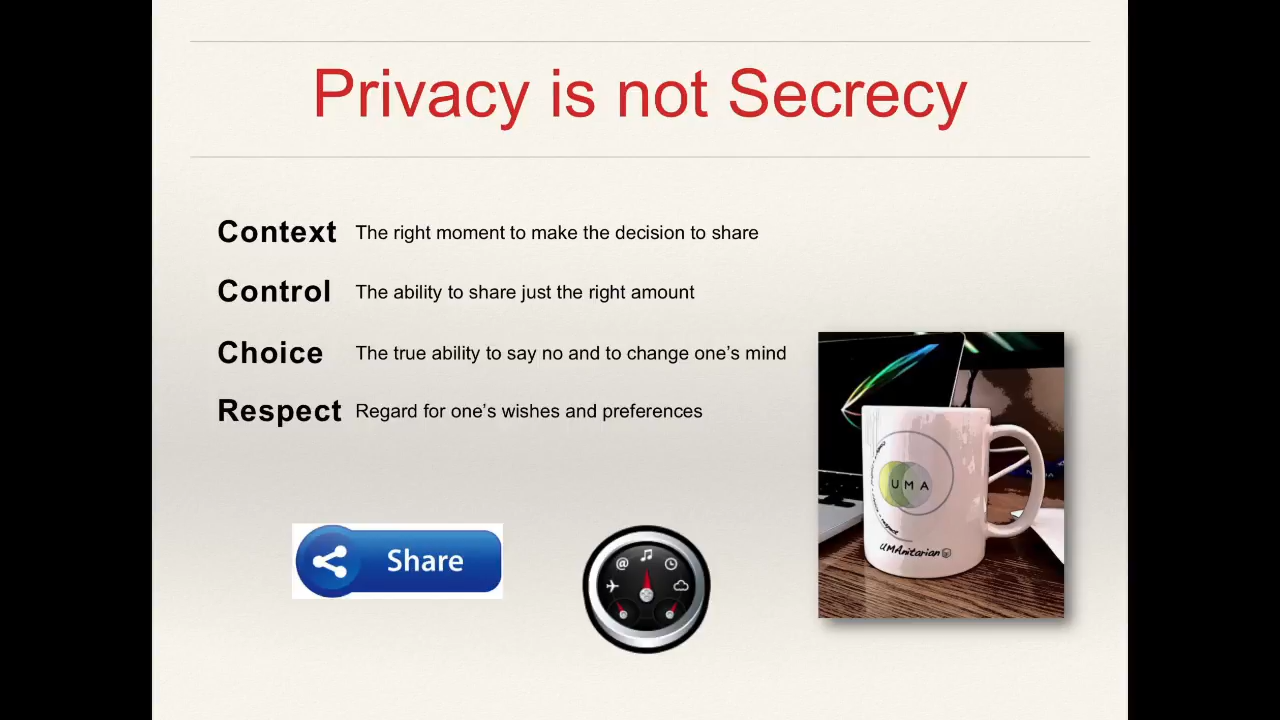 Privacy is not Secrecy
Context The right moment to make the decision to share
Control The ability to share just the right amount
Choice The true ability to say no and to change one’s mind
Respect Regard for one’s wishes and preferences
UMA
UMAnitarian
Share
@